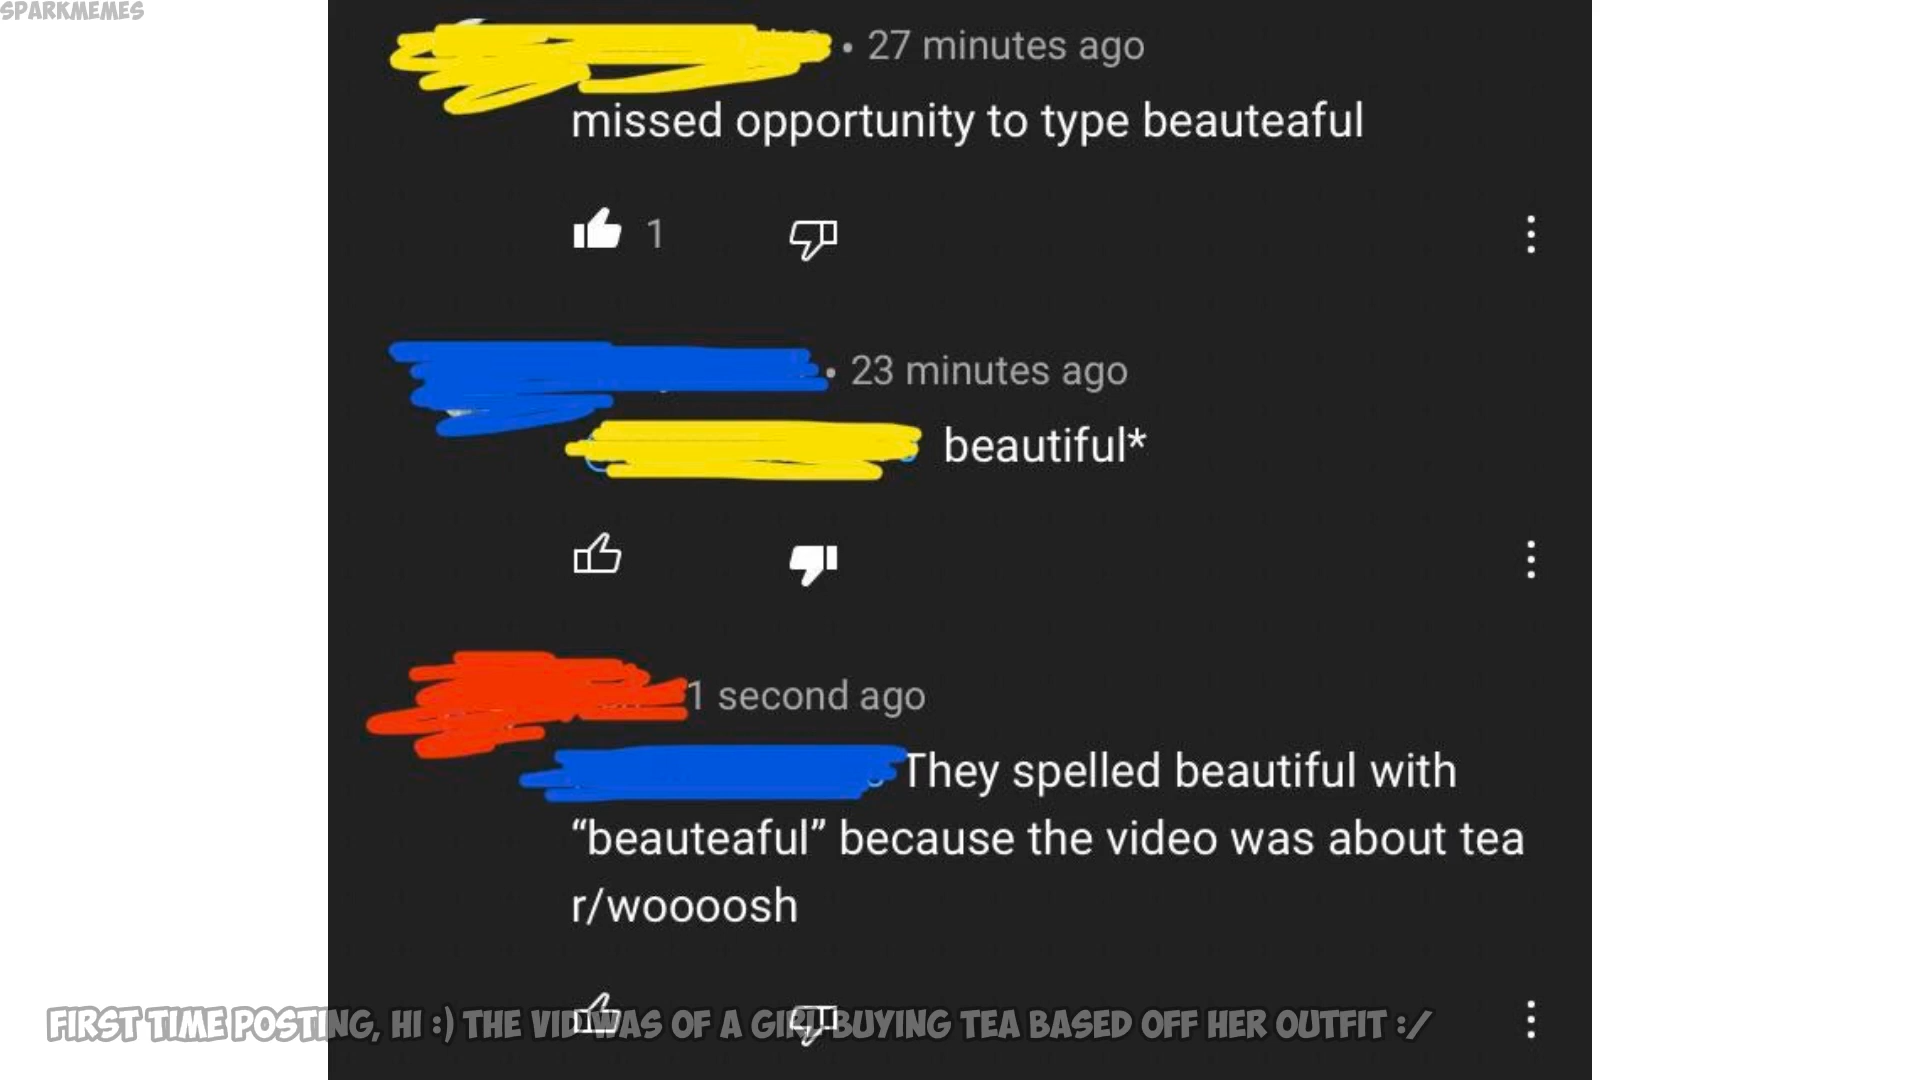 SPARKMEMES
• 27 minutes ago
missed opportunity to type beauteaful
1
• 23 minutes ago
beautiful*
1 second ago
They spelled beautiful with
“beauteaful” because the video was about tea
r/woooosh
FIRST TIME POSTING, HI :) THE VID WAS OF A GIRL BUYING TEA BASED OFF HER OUTFIT :/